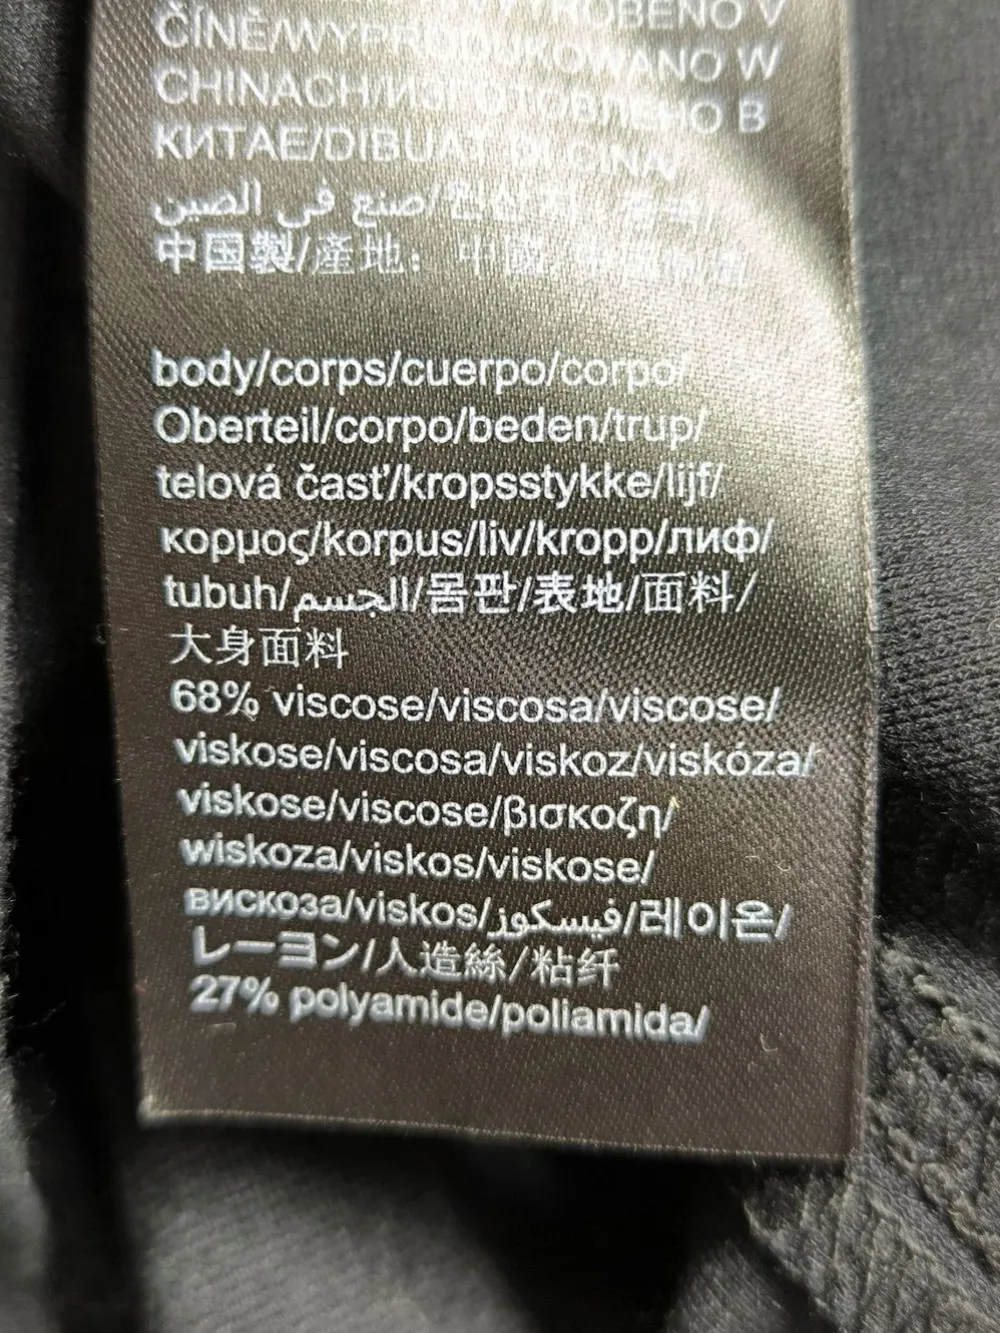 VYROBENO V
ČÍNĚ/WYPRODUKOWANO W
CHINACH/ИЗГОТОВЛЕНО В
КИТАЕ/DIBUAT DI CINA/
صنع في الصين/
中国製/產地：中國
body/corps/cuerpo/corpo/
Oberteil/corpo/beden/trup/
telová časť/kropsstykke/lijf/
κορμος/korpus/liv/kropp/лиф/
tubuh/الجسم/몸판/表地/面料/
大身面料
68% viscose/viscosa/viscose/
viskose/viscosa/viskoz/viskóza/
viskose/viscose/βισκοζη/
wiskoza/viskos/viskose/
вискоза/viskos/فيسكوز/레이온/
レーヨン/人造絲/粘纤
27% polyamide/poliamida/